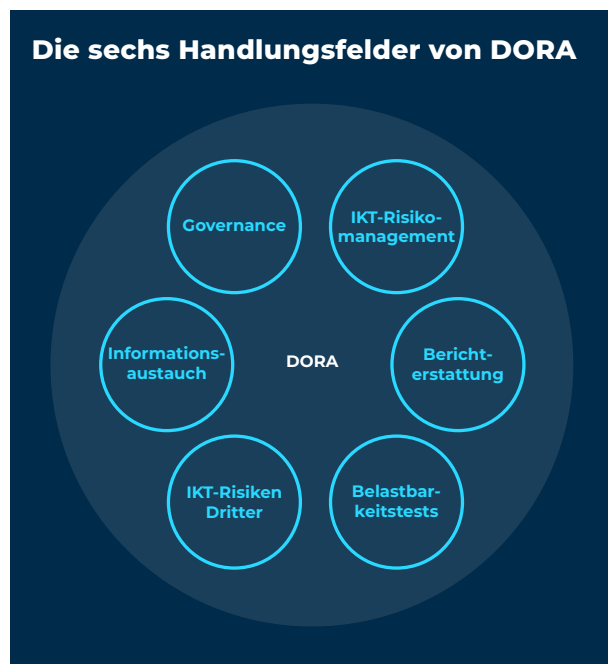 Die sechs Handlungsfelder von DORA
Governance
IKT-Risiko-
management
Informations-
austauch
DORA
Bericht-
erstattung
IKT-Risiken
Dritter
Belastbar-
keitstests